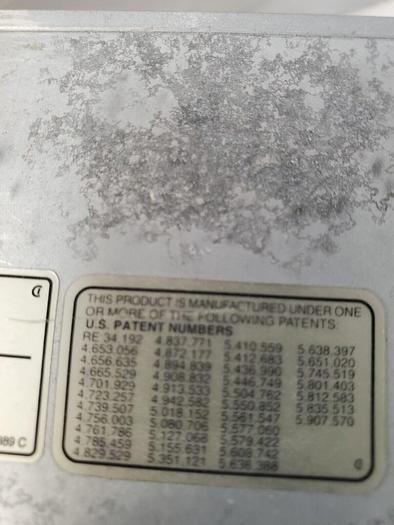 THIS PRODUCT IS MANUFACTURED UNDER ONE
OR MORE OF THE FOLLOWING PATENTS:
U.S. PATENT NUMBERS
RE 34.192 4.837.771 5.410.559 5.638.397
4.653.056 4.872.177 5.412.683 5.651.020
4.656.635 4.894.839 5.436.990 5.745.519
4.665.529 4.908.832 5.446.749 5.801.403
4.701.929 4.913.533 5.504.762 5.812.583
4.723.257 4.942.582 5.550.852 5.835.513
4.739.507 5.018.152 5.561.547 5.907.570
4.756.003 5.080.706 5.577.060
4.761.786 5.127.068 5.579.422
4.785.459 5.155.631 5.608.742
4.829.529 5.351.121 5.636.388
989 C